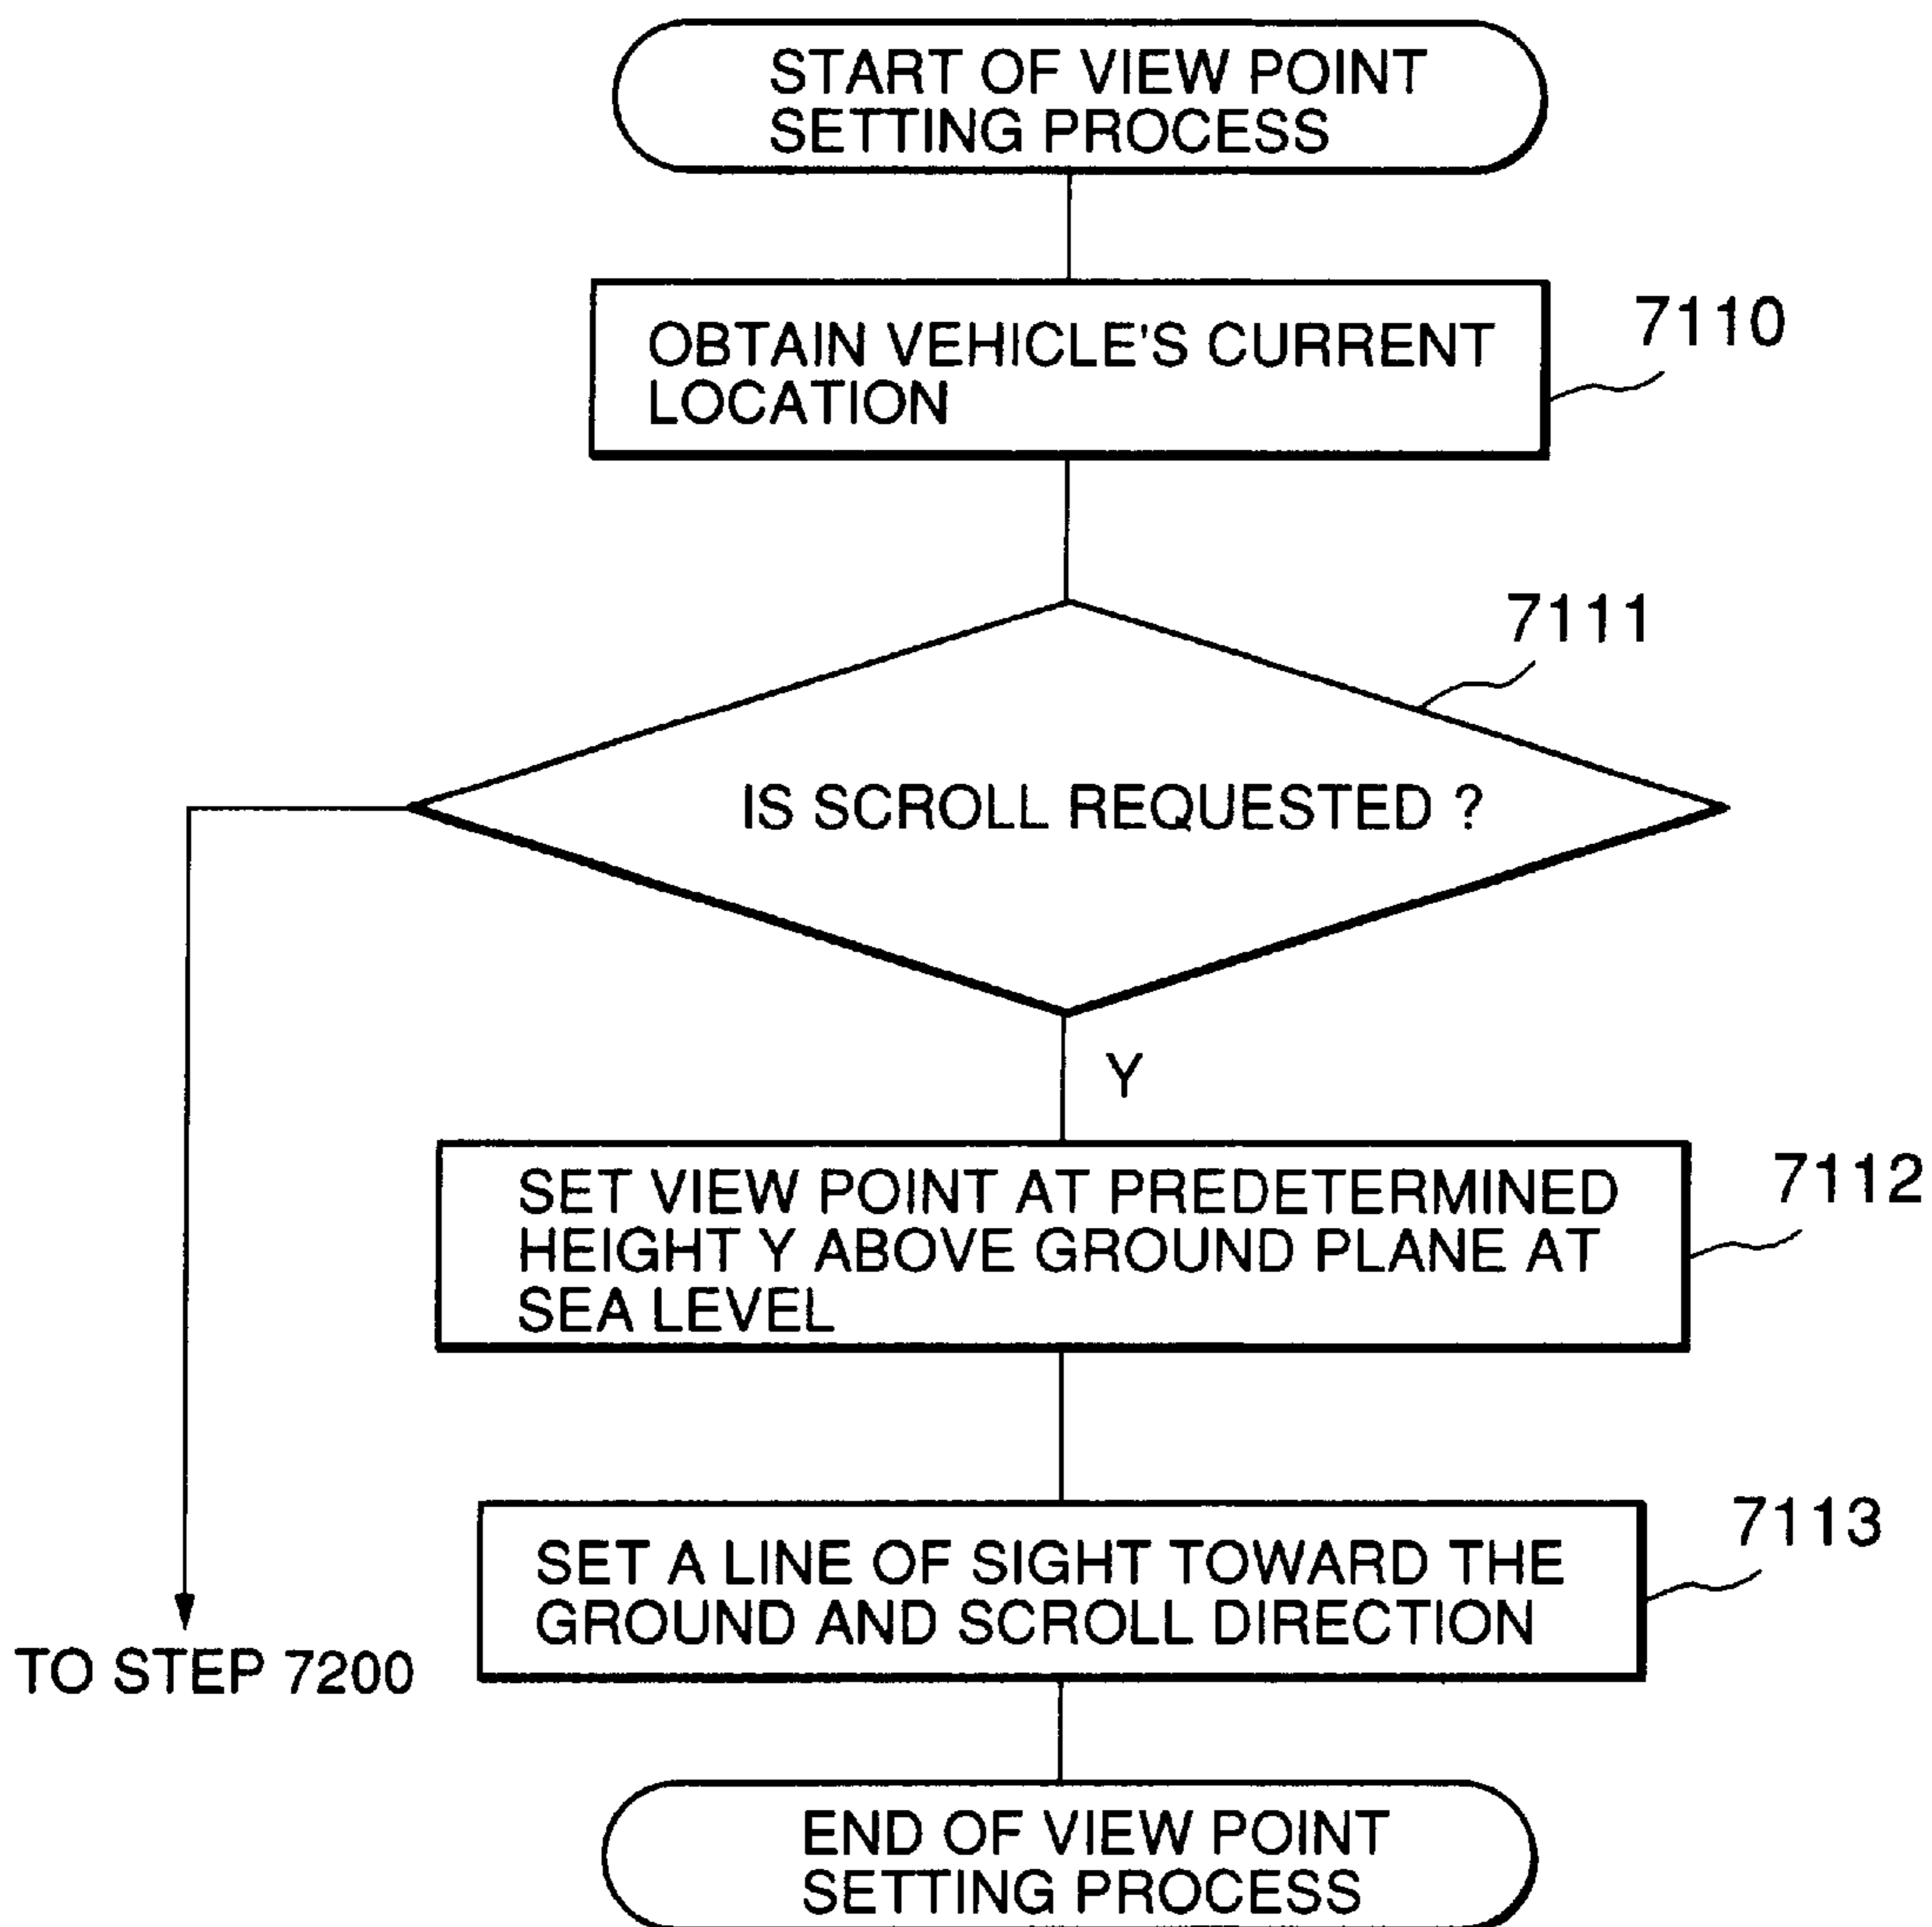 START OF VIEW POINT
SETTING PROCESS
OBTAIN VEHICLE'S CURRENT
LOCATION
7110
7111
IS SCROLL REQUESTED ?
Y
SET VIEW POINT AT PREDETERMINED
HEIGHT Y ABOVE GROUND PLANE AT
SEA LEVEL
7112
SET A LINE OF SIGHT TOWARD THE
GROUND AND SCROLL DIRECTION
7113
TO STEP 7200
END OF VIEW POINT
SETTING PROCESS